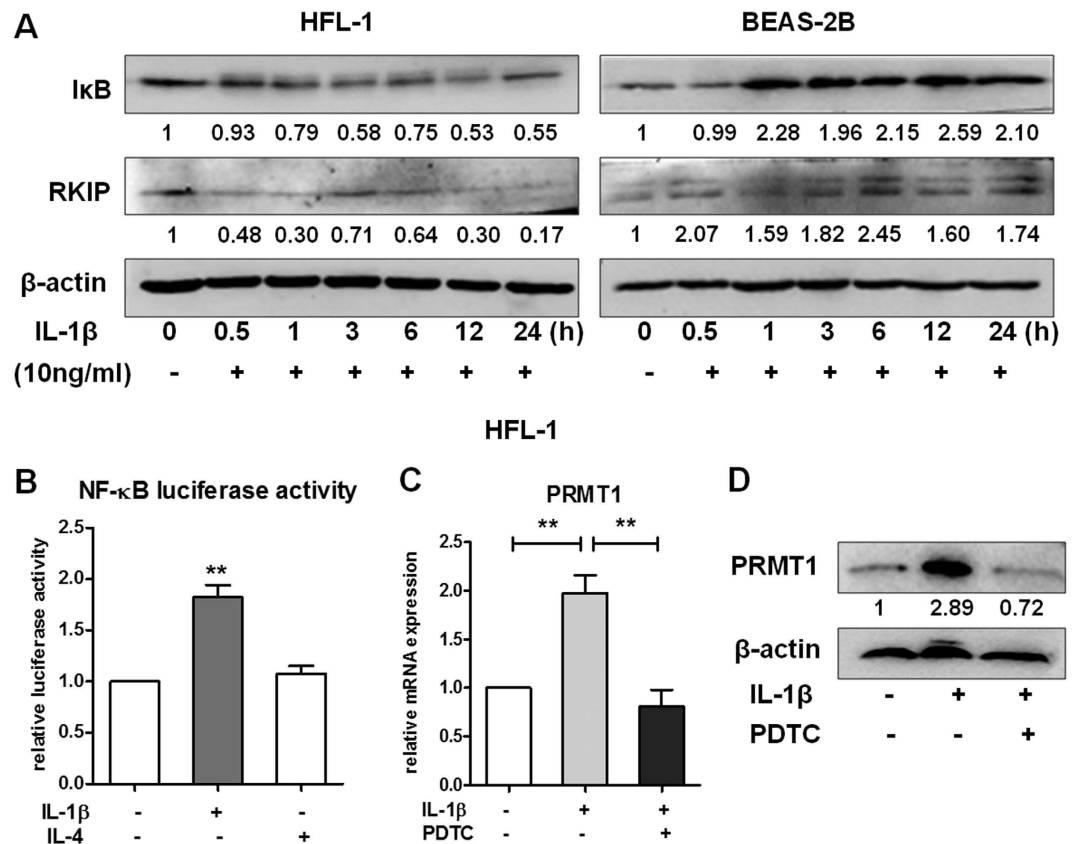 A
HFL-1
BEAS-2B
IκB
1 0.93 0.79 0.58 0.75 0.53 0.55
1 0.99 2.28 1.96 2.15 2.59 2.10
RKIP
1 0.48 0.30 0.71 0.64 0.30 0.17
1 2.07 1.59 1.82 2.45 1.60 1.74
β-actin
IL-1β 0 0.5 1 3 6 12 24 (h) 0 0.5 1 3 6 12 24 (h)
(10ng/ml) - + + + + + + - + + + + + +
HFL-1
B
NF-κB luciferase activity
relative luciferase activity
2.5
2.0
1.5
1.0
0.5
0.0
**
IL-1β - + -
IL-4 - - +
C
PRMT1
relative mRNA expression
2.5
2.0
1.5
1.0
0.5
0.0
** **
IL-1β - + +
PDTC - - +
D
PRMT1
1 2.89 0.72
β-actin
IL-1β - + +
PDTC - - +